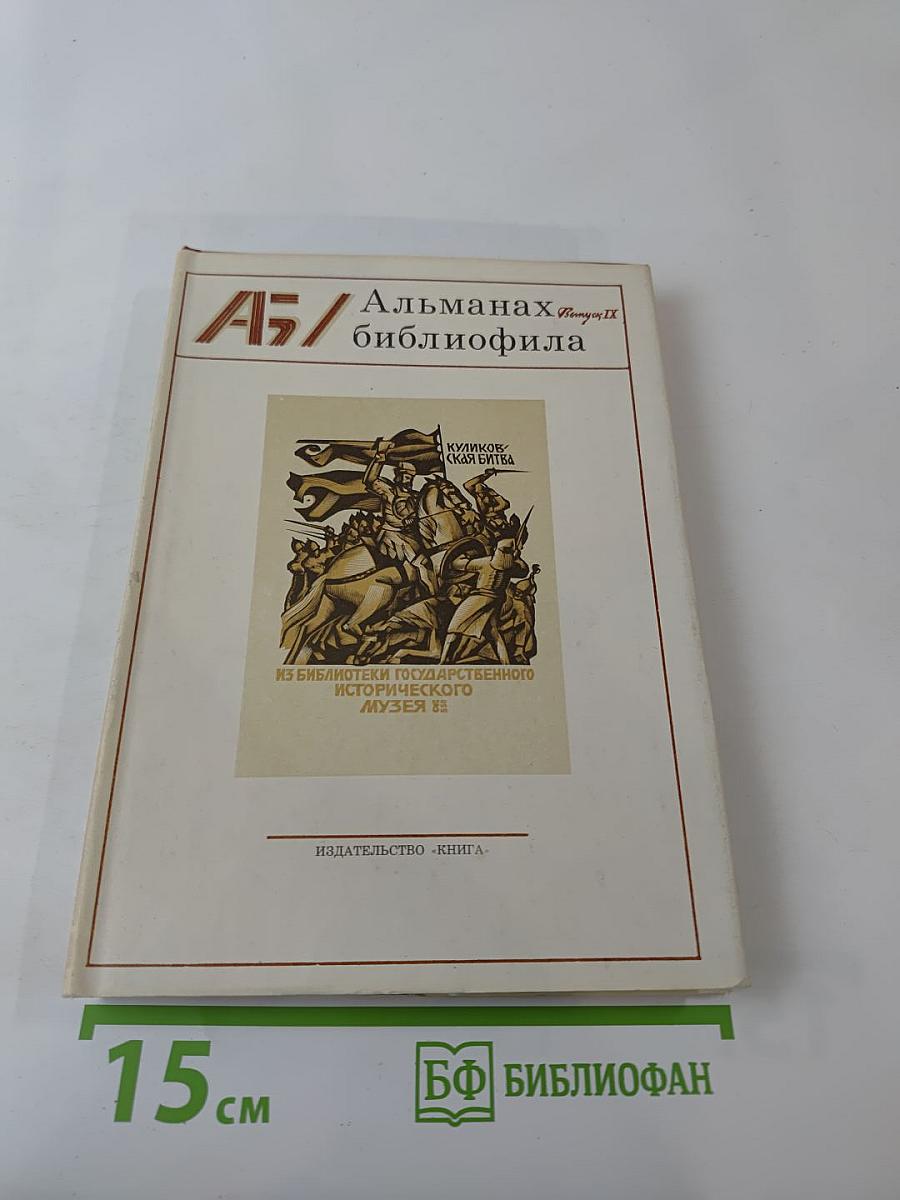 АБ/
Альманах Выпуск IX
библиофила
КУЛИКОВ-
СКАЯ БИТВА
ИЗ БИБЛИОТЕКИ ГОСУДАРСТВЕННОГО
ИСТОРИЧЕСКОГО
МУЗЕЯ
ИЗДАТЕЛЬСТВО «КНИГА»
15 см
БФ БИБЛИОФАН